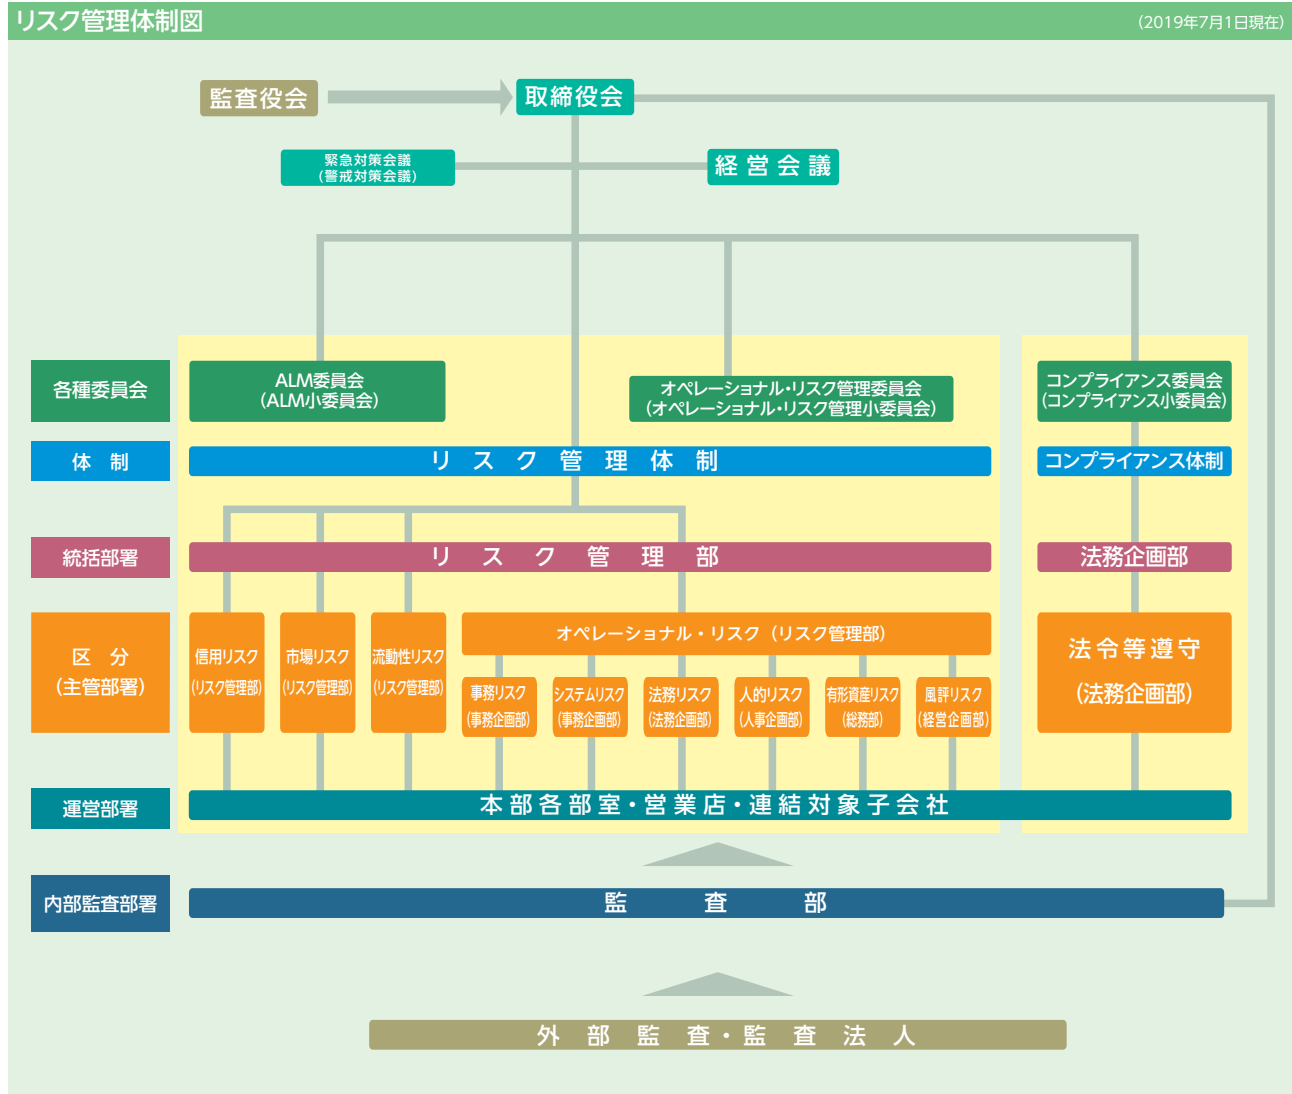 リスク管理体制図
(2019年7月1日現在)
監査役会
取締役会
緊急対策会議
(警戒対策会議)
経営会議
各種委員会
ALM委員会
(ALM小委員会)
オペレーショナル・リスク管理委員会
(オペレーショナル・リスク管理小委員会)
コンプライアンス委員会
(コンプライアンス小委員会)
体制
リスク管理体制
コンプライアンス体制
統括部署
リスク管理部
法務企画部
区分
(主管部署)
信用リスク
(リスク管理部)
市場リスク
(リスク管理部)
流動性リスク
(リスク管理部)
オペレーショナル・リスク(リスク管理部)
事務リスク
(事務企画部)
システムリスク
(事務企画部)
法務リスク
(法務企画部)
人的リスク
(人事企画部)
有形資産リスク
(総務部)
風評リスク
(経営企画部)
法令等遵守
(法務企画部)
運営部署
本部各部室・営業店・連結対象子会社
内部監査部署
監査部
外部監査・監査法人